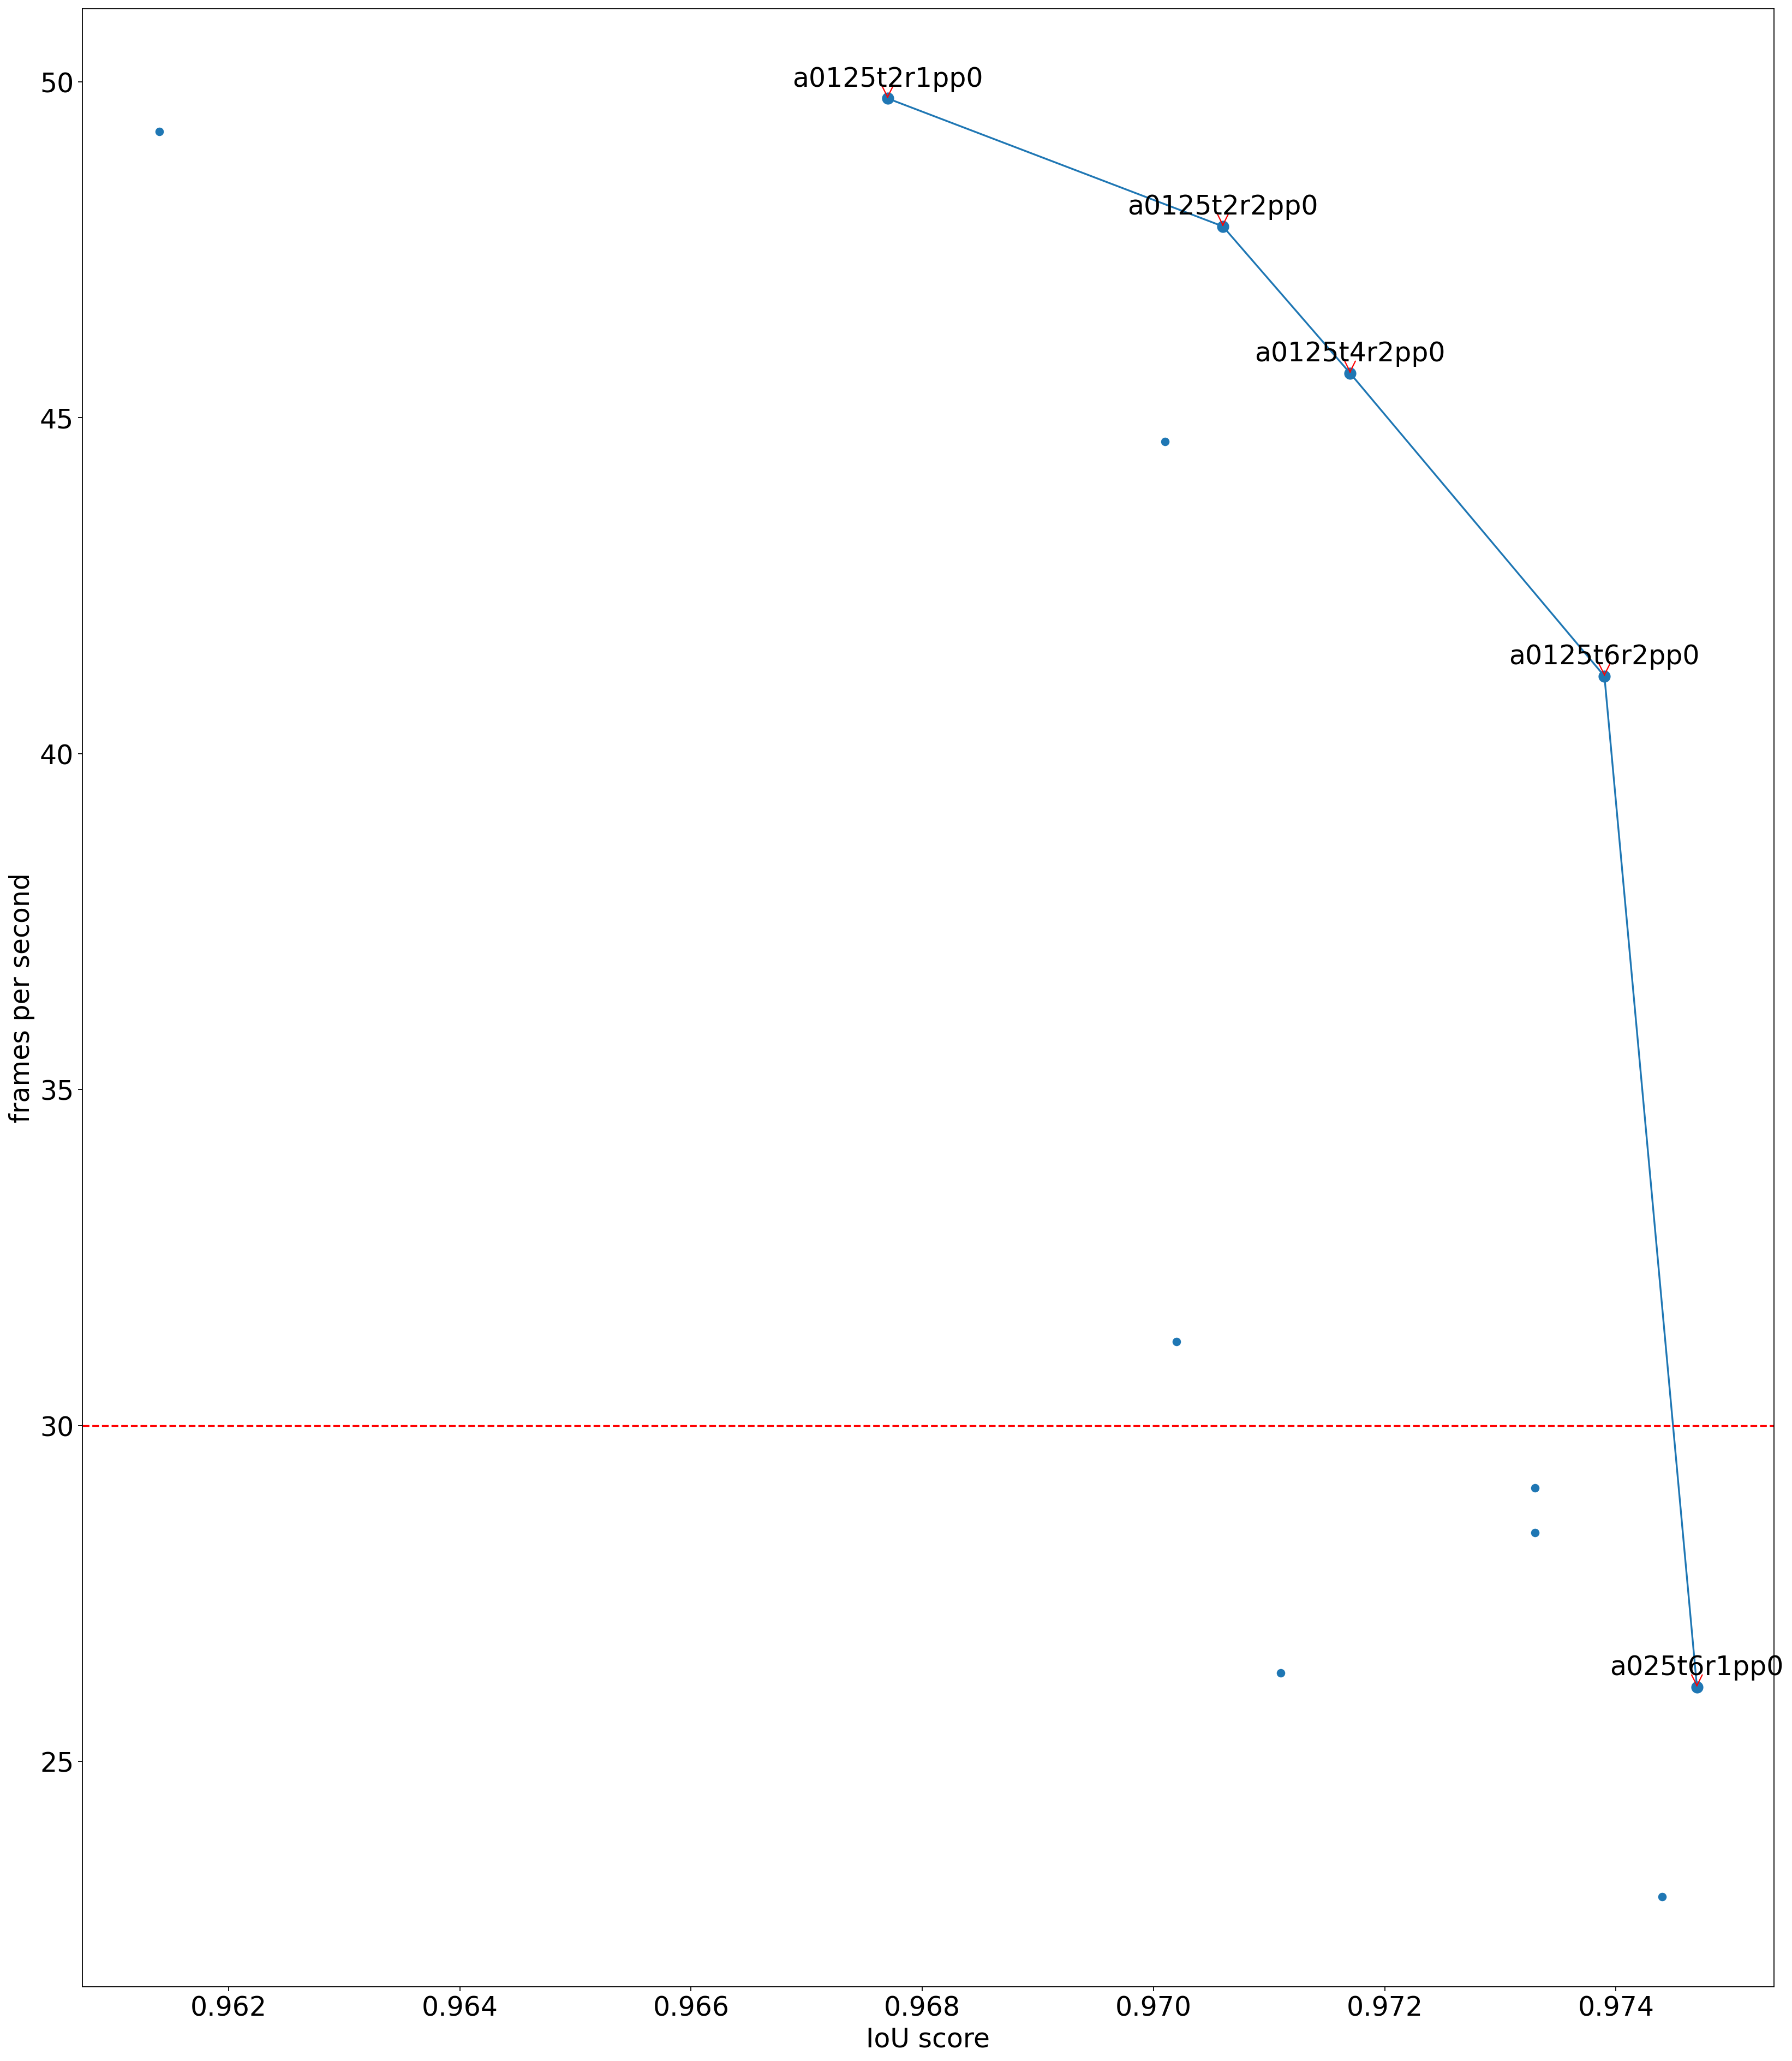 a0125t2r1pp0
a0125t2r2pp0
a0125t4r2pp0
a0125t6r2pp0
a025t6r1pp0
50
45
40
35
30
25
frames per second
0.962 0.964 0.966 0.968 0.970 0.972 0.974
IoU score